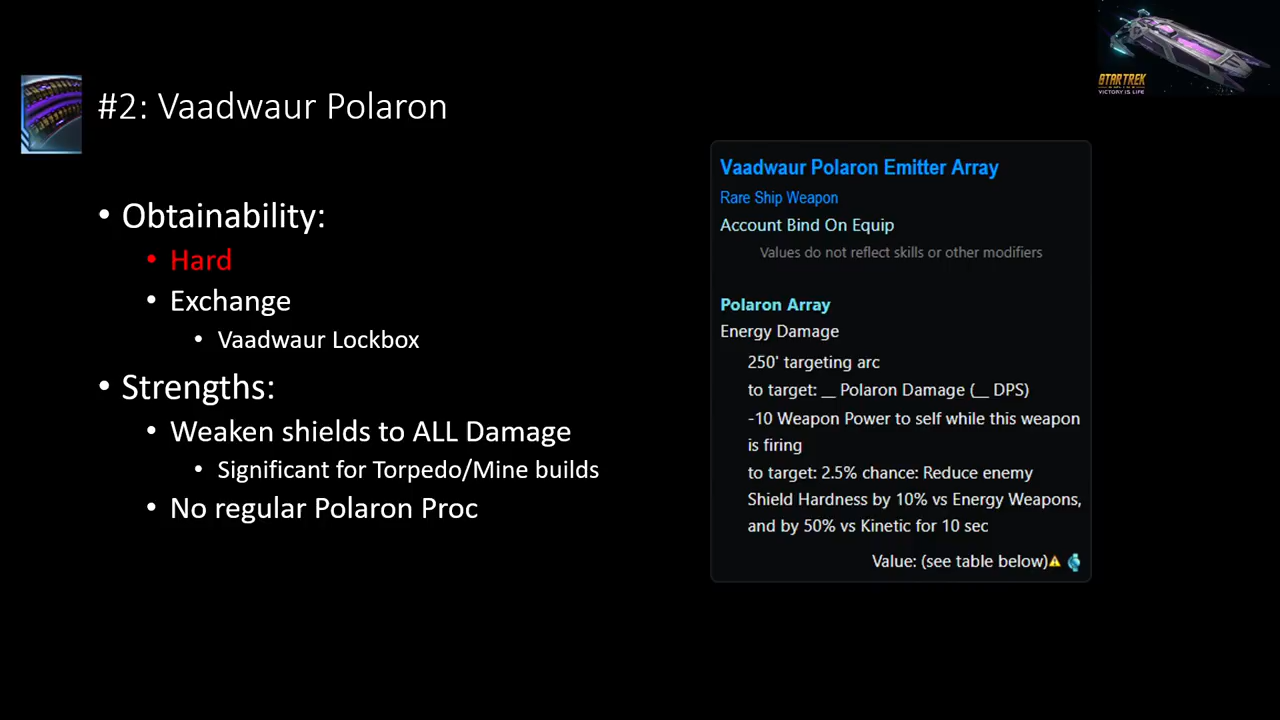 STAR TREK
VICTORY IS LIFE
#2: Vaadwaur Polaron
• Obtainability:
• Hard
• Exchange
• Vaadwaur Lockbox
• Strengths:
• Weaken shields to ALL Damage
• Significant for Torpedo/Mine builds
• No regular Polaron Proc
Vaadwaur Polaron Emitter Array
Rare Ship Weapon
Account Bind On Equip
Values do not reflect skills or other modifiers
Polaron Array
Energy Damage
250' targeting arc
to target: __ Polaron Damage (__ DPS)
-10 Weapon Power to self while this weapon
is firing
to target: 2.5% chance: Reduce enemy
Shield Hardness by 10% vs Energy Weapons,
and by 50% vs Kinetic for 10 sec
Value: (see table below)